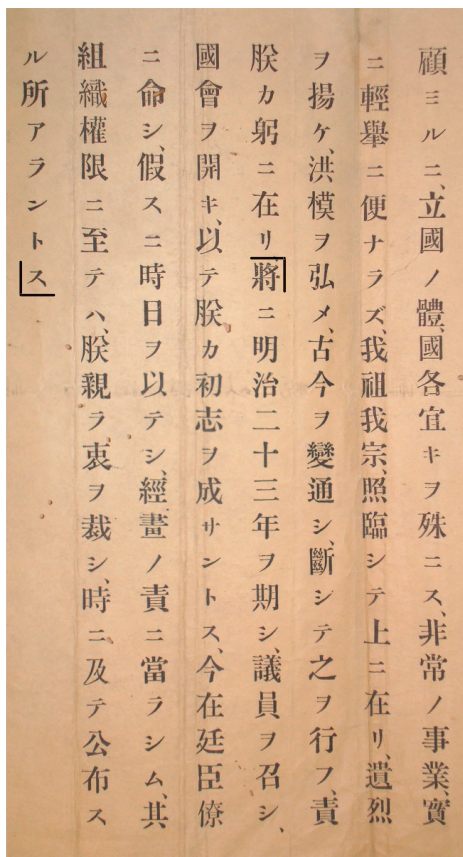 顧ミルニ、立國ノ體、國各宜キヲ殊ニス、非常ノ事業、實
ニ輕舉ニ便ナラズ、我祖我宗、照臨シテ上ニ在リ、遺烈
ヲ揚ケ、洪模ヲ弘メ、古今ヲ變通シ、斷シテ之ヲ行フ、責
朕カ躬ニ在リ、將ニ明治二十三年ヲ期シ、議員ヲ召シ、
國會ヲ開キ、以テ朕カ初志ヲ成サントス、今在廷臣僚
ニ命シ、假スニ時日ヲ以テシ、經畫ノ責ニ當ラシム、其
組織權限ニ至テハ、朕親ラ衷ヲ裁シ、時ニ及テ公布ス
ル所アラントス